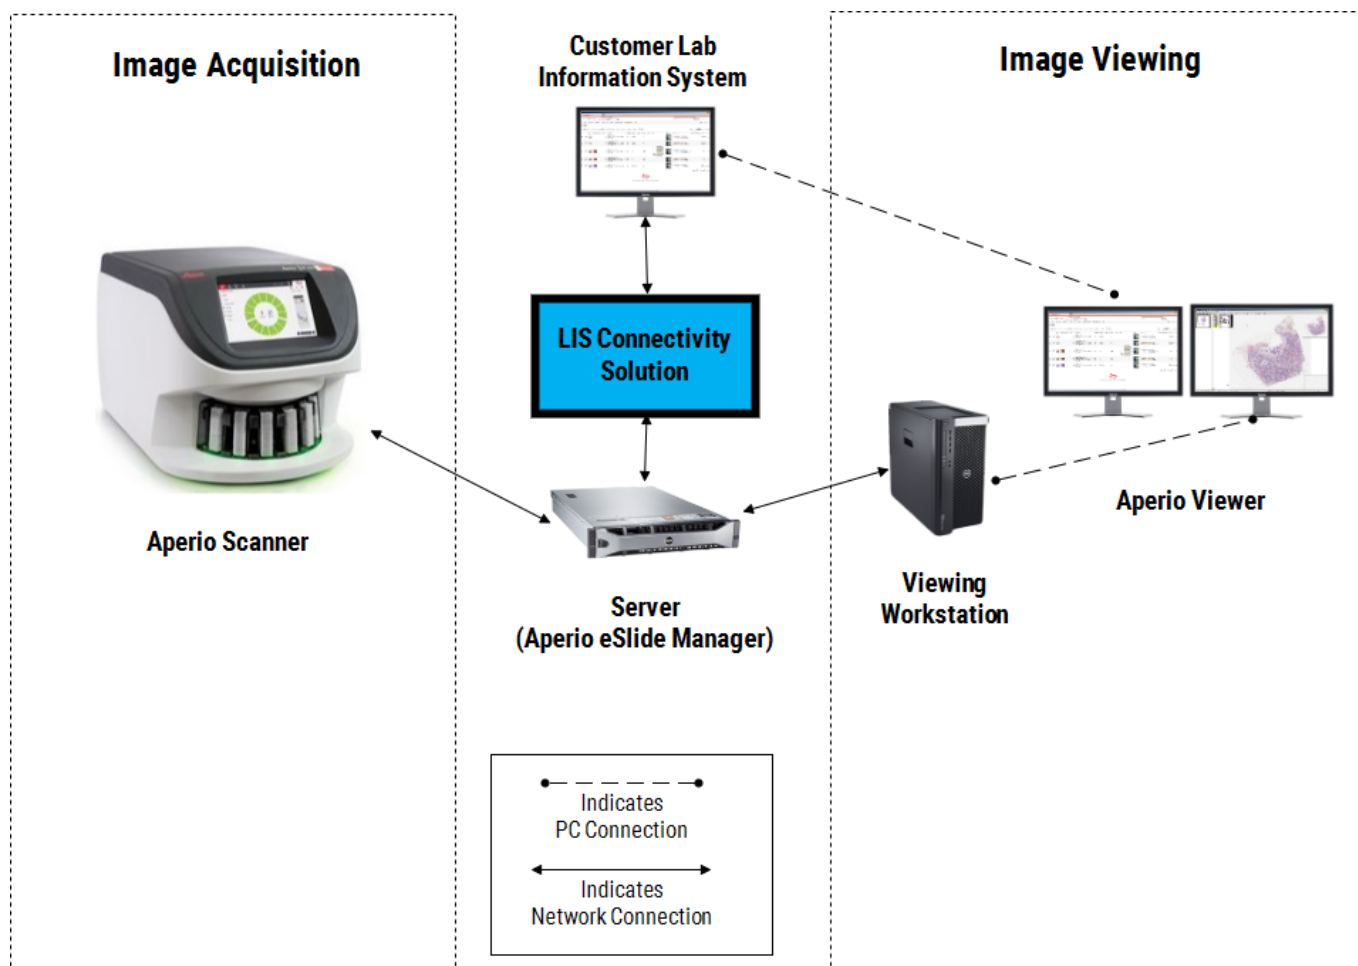 Image Acquisition
Customer Lab
Information System
Image Viewing
LIS Connectivity
Solution
Aperio Scanner
Server
(Aperio eSlide Manager)
Viewing
Workstation
Aperio Viewer
Indicates
PC Connection
Indicates
Network Connection